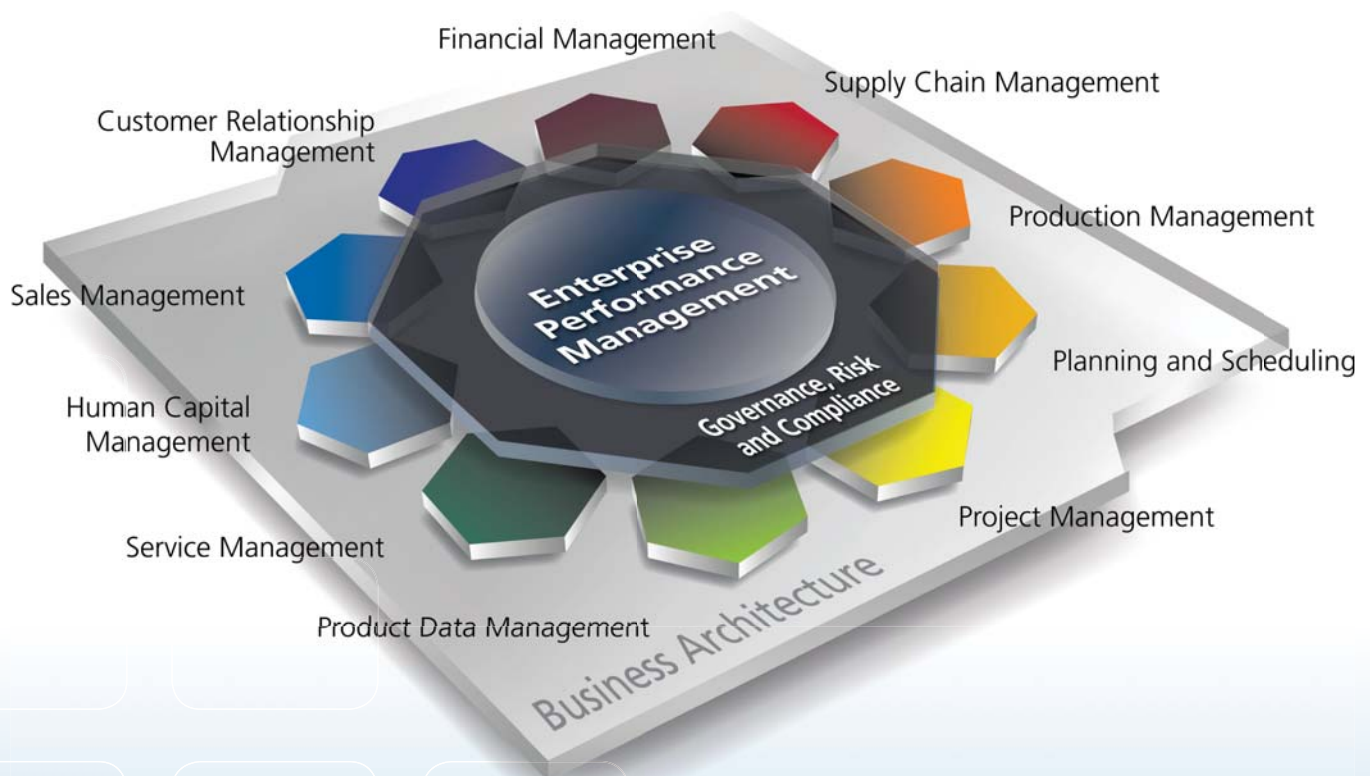 Financial Management
Supply Chain Management
Customer Relationship
Management
Production Management
Enterprise
Performance
Management
Sales Management
Planning and Scheduling
Governance, Risk
and Compliance
Human Capital
Management
Project Management
Service Management
Product Data Management
Business Architecture